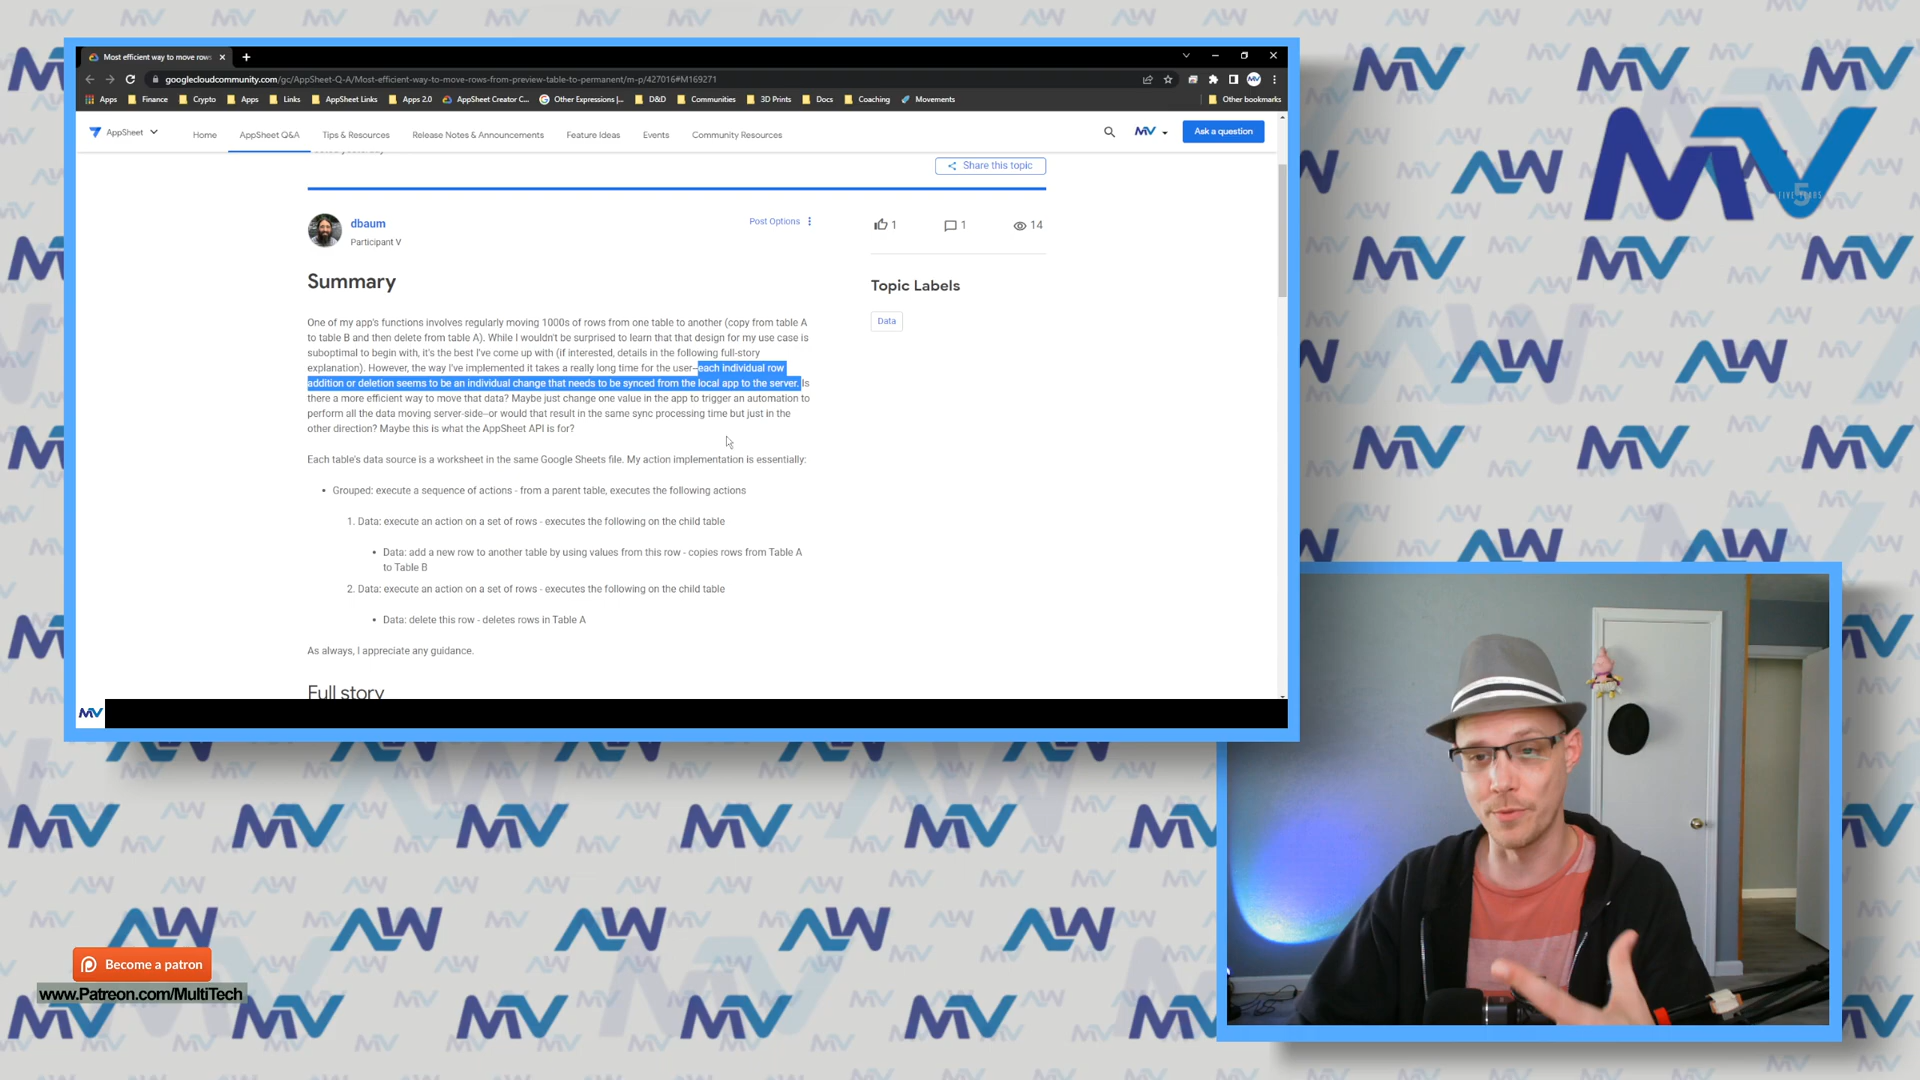 Most efficient way to move rows
googlecloudcommunity.com/gc/AppSheet-Q-A/Most-efficient-way-to-move-rows-from-preview-table-to-permanent/m-p/427016#M169271
Apps Finance Crypto Apps Links AppSheet Links Apps 2.0 AppSheet Creator C... Other Expressions |... D&D Communities 3D Prints Docs Coaching Movements Other bookmarks
AppSheet Home AppSheet Q&A Tips & Resources Release Notes & Announcements Feature Ideas Events Community Resources MV Ask a question
Share this topic
dbaum
Participant V
Post Options
1 1 14
Summary
Topic Labels
Data
One of my app's functions involves regularly moving 1000s of rows from one table to another (copy from table A
to table B and then delete from table A). While I wouldn't be surprised to learn that that design for my use case is
suboptimal to begin with, it's the best I've come up with (if interested, details in the following full-story
explanation). However, the way I've implemented it takes a really long time for the user--each individual row
addition or deletion seems to be an individual change that needs to be synced from the local app to the server. Is
there a more efficient way to move that data? Maybe just change one value in the app to trigger an automation to
perform all the data moving server-side--or would that result in the same sync processing time but just in the
other direction? Maybe this is what the AppSheet API is for?
Each table's data source is a worksheet in the same Google Sheets file. My action implementation is essentially:
• Grouped: execute a sequence of actions - from a parent table, executes the following actions
1. Data: execute an action on a set of rows - executes the following on the child table
• Data: add a new row to another table by using values from this row - copies rows from Table A
to Table B
2. Data: execute an action on a set of rows - executes the following on the child table
• Data: delete this row - deletes rows in Table A
As always, I appreciate any guidance.
Full story
MV
MV
5
FIVE YEARS
Become a patron
www.Patreon.com/MultiTech